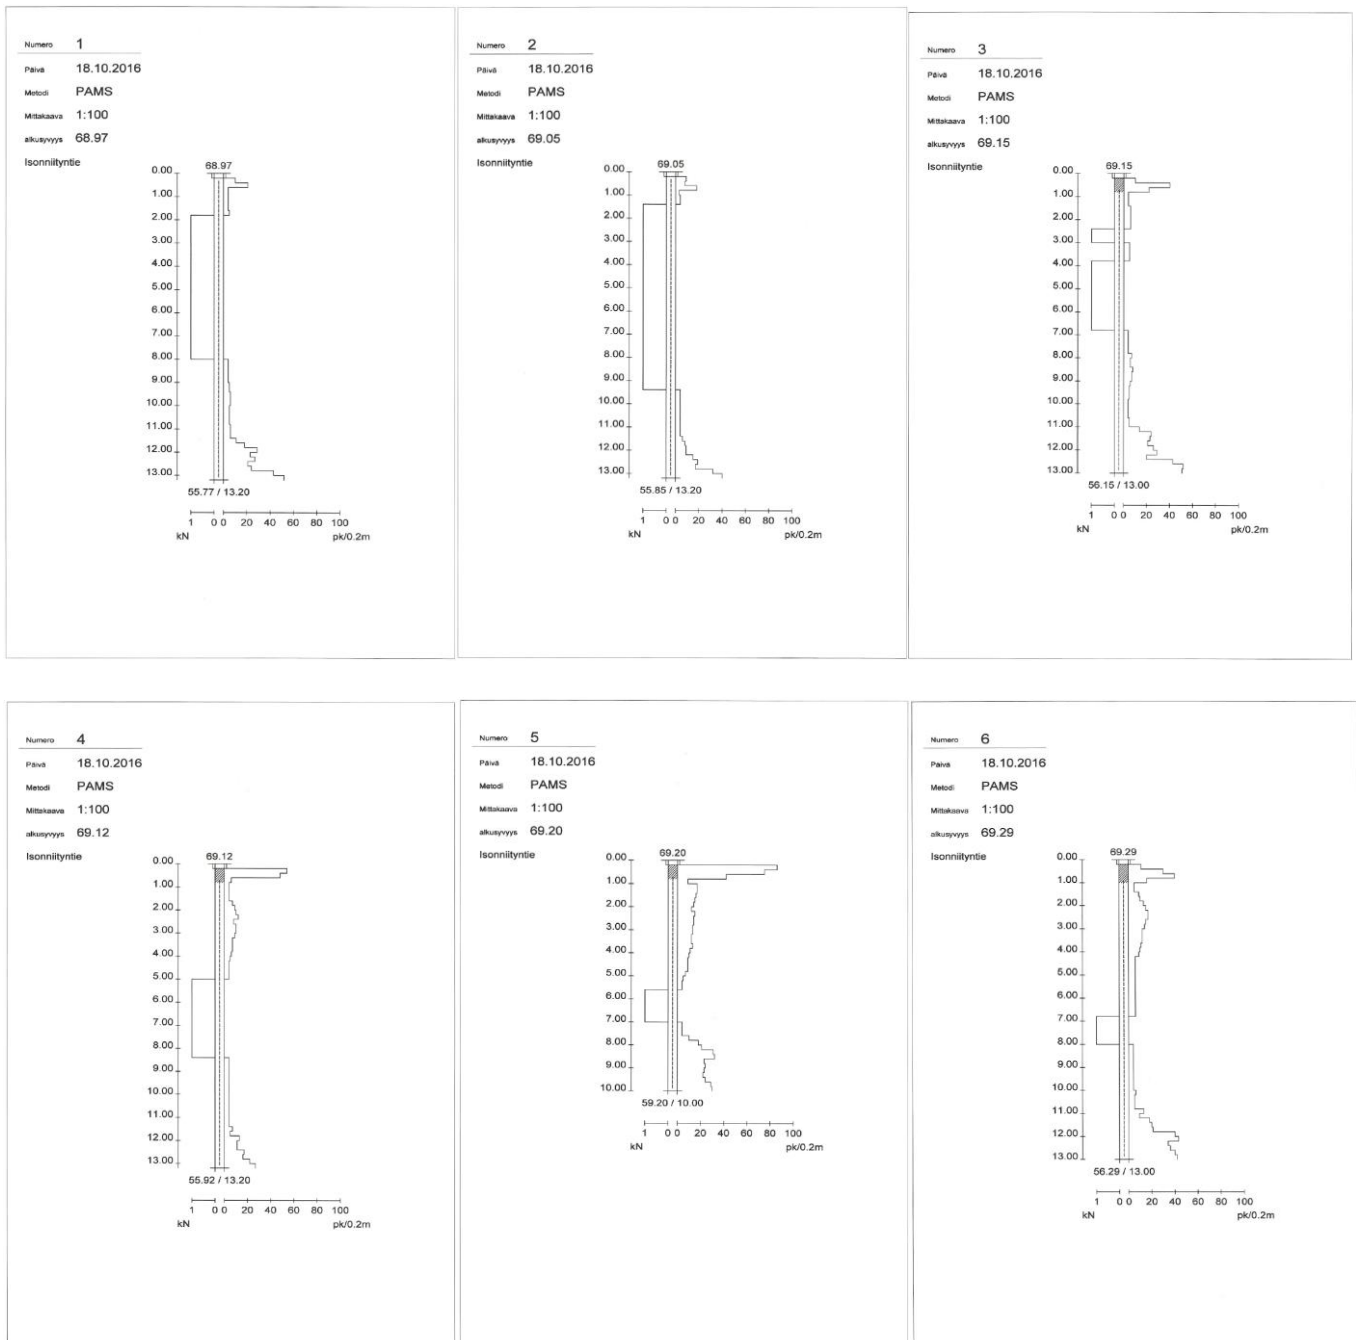 Numero 1
Päivä 18.10.2016
Metodi PAMS
Mittakaava 1:100
alkusyvyys 68.97
Isonniityntie
68.97
0.00
1.00
2.00
3.00
4.00
5.00
6.00
7.00
8.00
9.00
10.00
11.00
12.00
13.00
55.77 / 13.20
1 0 0 20 40 60 80 100
kN pk/0.2m
Numero 2
Päivä 18.10.2016
Metodi PAMS
Mittakaava 1:100
alkusyvyys 69.05
Isonniityntie
69.05
0.00
1.00
2.00
3.00
4.00
5.00
6.00
7.00
8.00
9.00
10.00
11.00
12.00
13.00
55.85 / 13.20
1 0 0 20 40 60 80 100
kN pk/0.2m
Numero 3
Päivä 18.10.2016
Metodi PAMS
Mittakaava 1:100
alkusyvyys 69.15
Isonniityntie
69.15
0.00
1.00
2.00
3.00
4.00
5.00
6.00
7.00
8.00
9.00
10.00
11.00
12.00
13.00
56.15 / 13.00
1 0 0 20 40 60 80 100
kN pk/0.2m
Numero 4
Päivä 18.10.2016
Metodi PAMS
Mittakaava 1:100
alkusyvyys 69.12
Isonniityntie
69.12
0.00
1.00
2.00
3.00
4.00
5.00
6.00
7.00
8.00
9.00
10.00
11.00
12.00
13.00
55.92 / 13.20
1 0 0 20 40 60 80 100
kN pk/0.2m
Numero 5
Päivä 18.10.2016
Metodi PAMS
Mittakaava 1:100
alkusyvyys 69.20
Isonniityntie
69.20
0.00
1.00
2.00
3.00
4.00
5.00
6.00
7.00
8.00
9.00
10.00
59.20 / 10.00
1 0 0 20 40 60 80 100
kN pk/0.2m
Numero 6
Päivä 18.10.2016
Metodi PAMS
Mittakaava 1:100
alkusyvyys 69.29
Isonniityntie
69.29
0.00
1.00
2.00
3.00
4.00
5.00
6.00
7.00
8.00
9.00
10.00
11.00
12.00
13.00
56.29 / 13.00
1 0 0 20 40 60 80 100
kN pk/0.2m